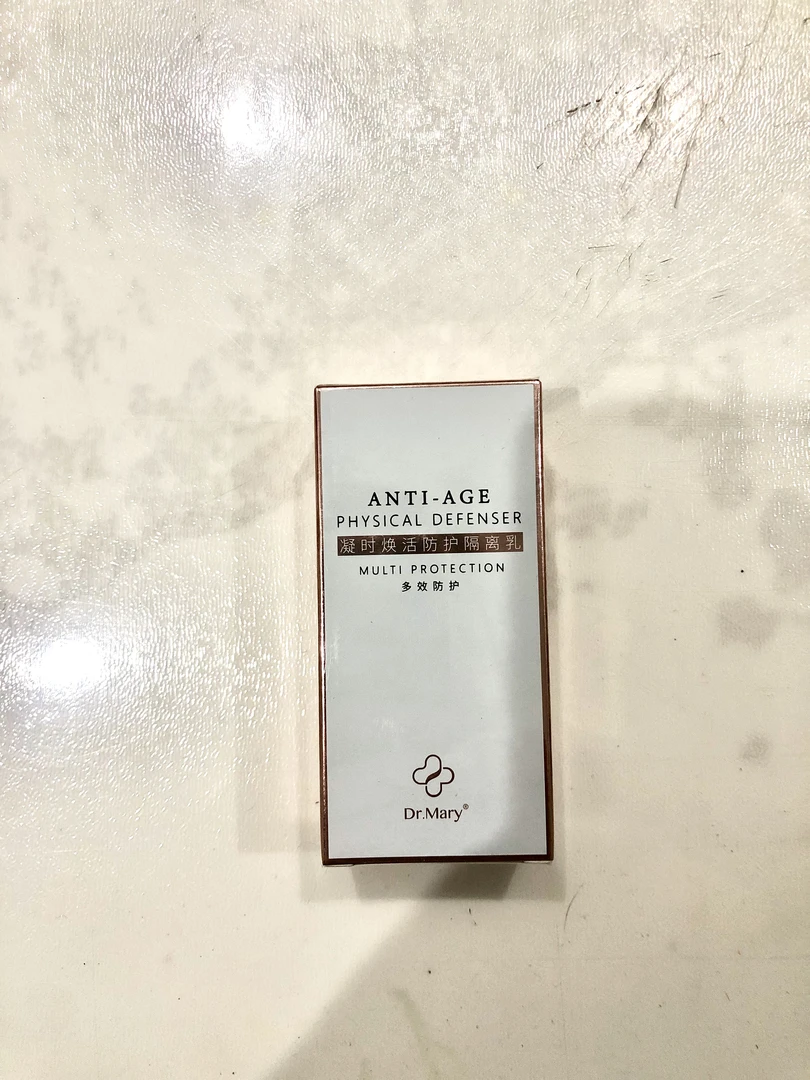 ANTI-AGE
PHYSICAL DEFENSER
凝时焕活防护隔离乳
MULTI PROTECTION
多效防护
Dr.Mary®